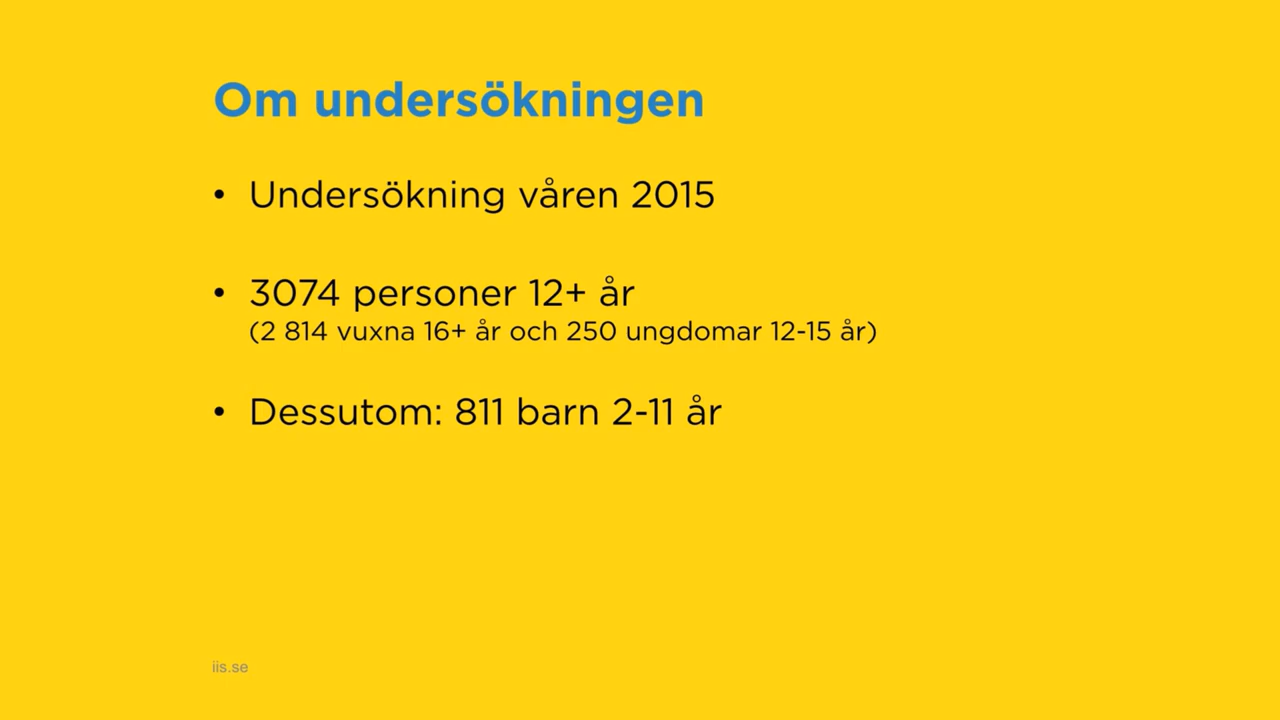 Om undersökningen
• Undersökning våren 2015
• 3074 personer 12+ år
(2 814 vuxna 16+ år och 250 ungdomar 12-15 år)
• Dessutom: 811 barn 2-11 år
iis.se